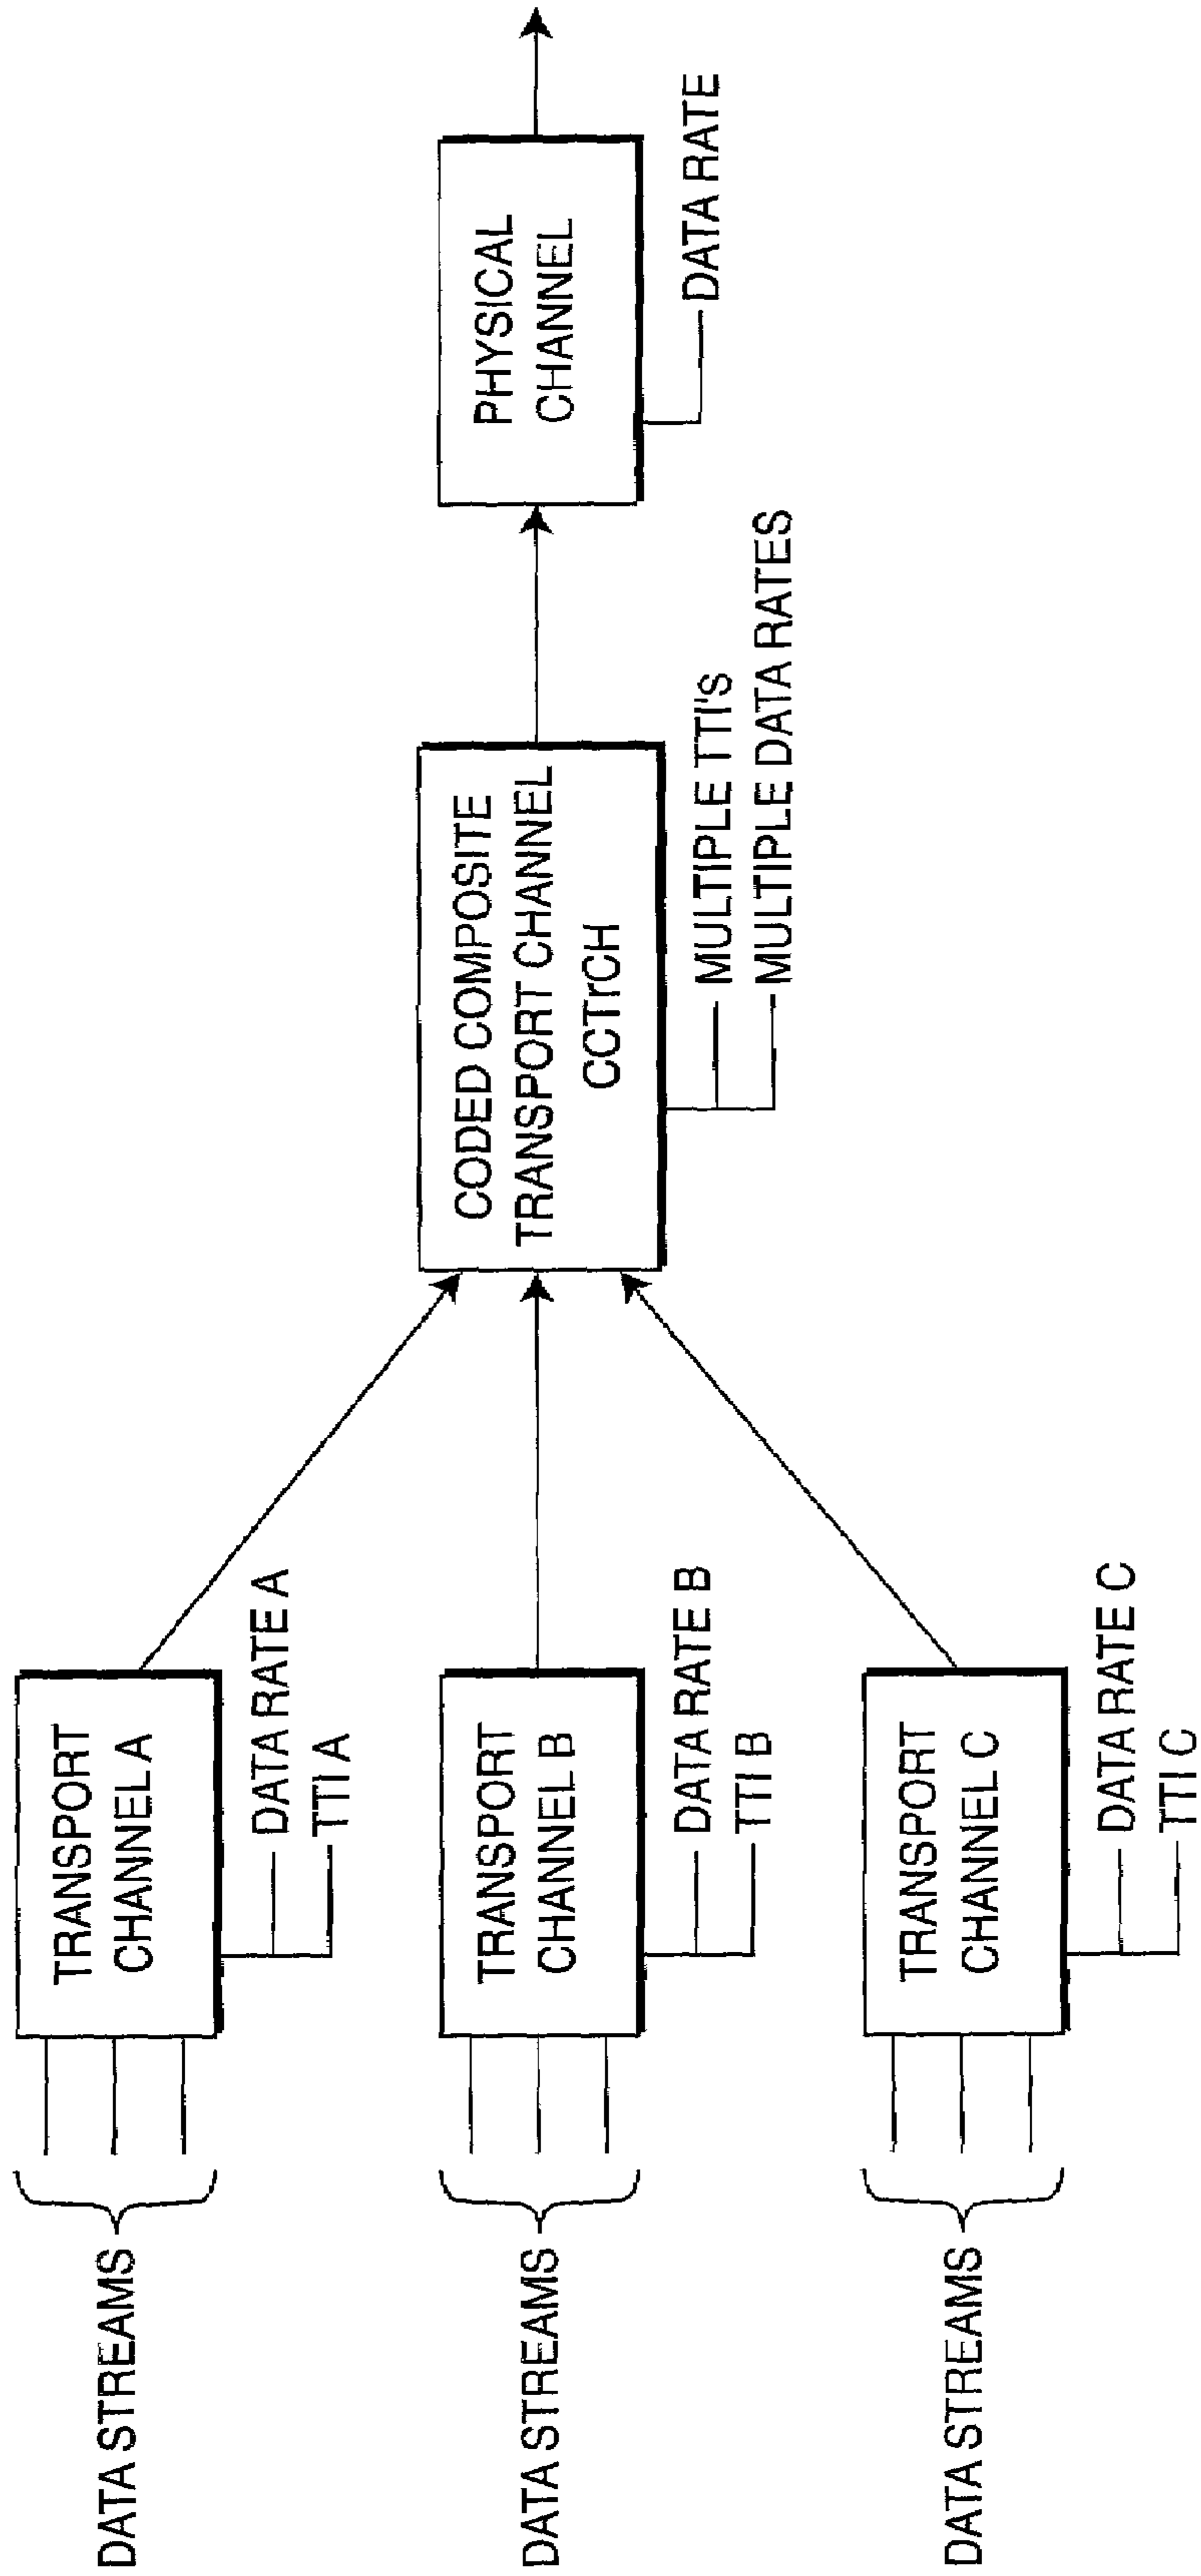 DATA STREAMS
TRANSPORT
CHANNEL A
DATA RATE A
TTI A
DATA STREAMS
TRANSPORT
CHANNEL B
DATA RATE B
TTI B
DATA STREAMS
TRANSPORT
CHANNEL C
DATA RATE C
TTI C
CODED COMPOSITE
TRANSPORT CHANNEL
CCTrCH
MULTIPLE TTI's
MULTIPLE DATA RATES
PHYSICAL
CHANNEL
DATA RATE